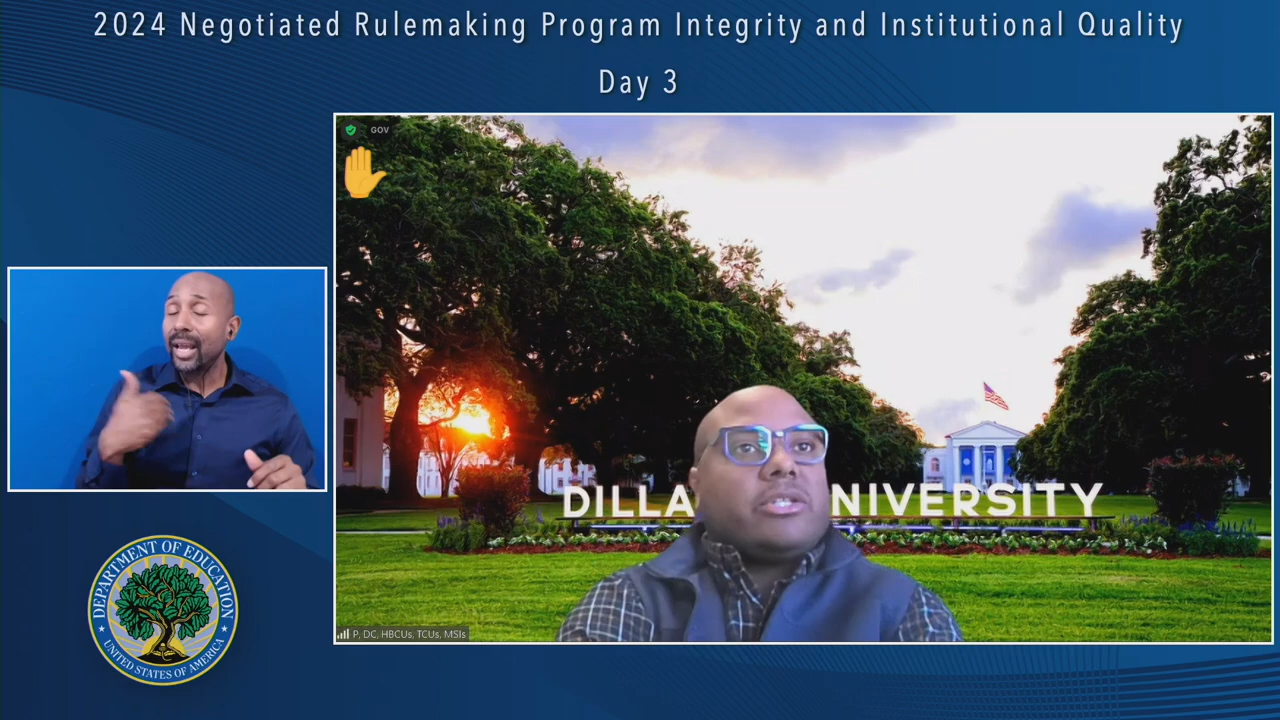 2024 Negotiated Rulemaking Program Integrity and Institutional Quality
Day 3
GOV
DILLA NIVERSITY
P, DC, HBCUs, TCUs, MSIs
DEPARTMENT OF EDUCATION
UNITED STATES OF AMERICA